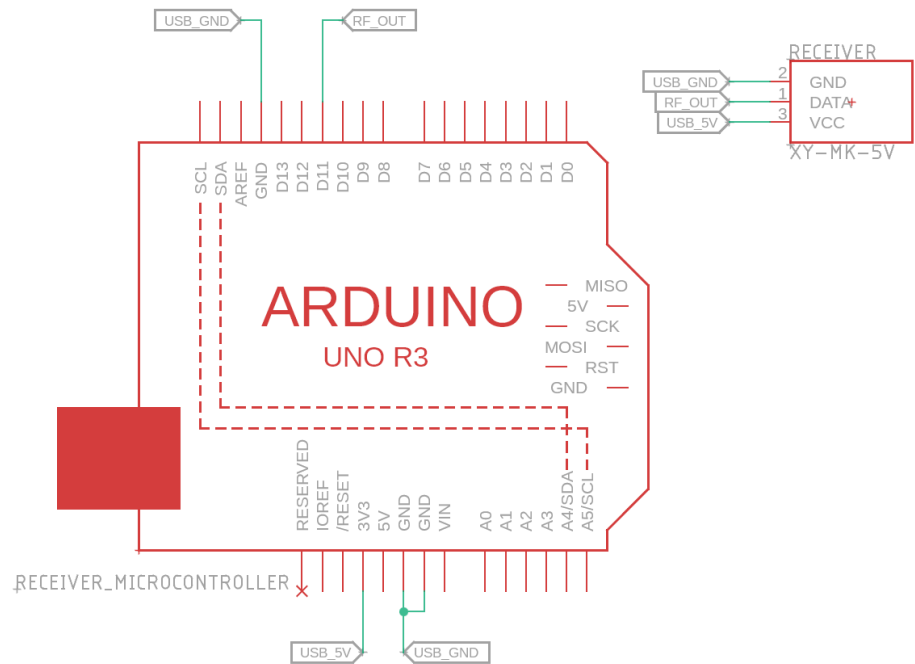 USB_GND
RF_OUT
RECEIVER
USB_GND 2 GND
RF_OUT 1 DATA
USB_5V 3 VCC
XY-MK-5V
SCL SDA AREF GND D13 D12 D11 D10 D9 D8 D7 D6 D5 D4 D3 D2 D1 D0
ARDUINO
UNO R3
MISO
5V
SCK
MOSI
RST
GND
RESERVED IOREF /RESET 3V3 5V GND GND VIN A0 A1 A2 A3 A4/SDA A5/SCL
RECEIVER_MICROCONTROLLER
USB_5V
USB_GND